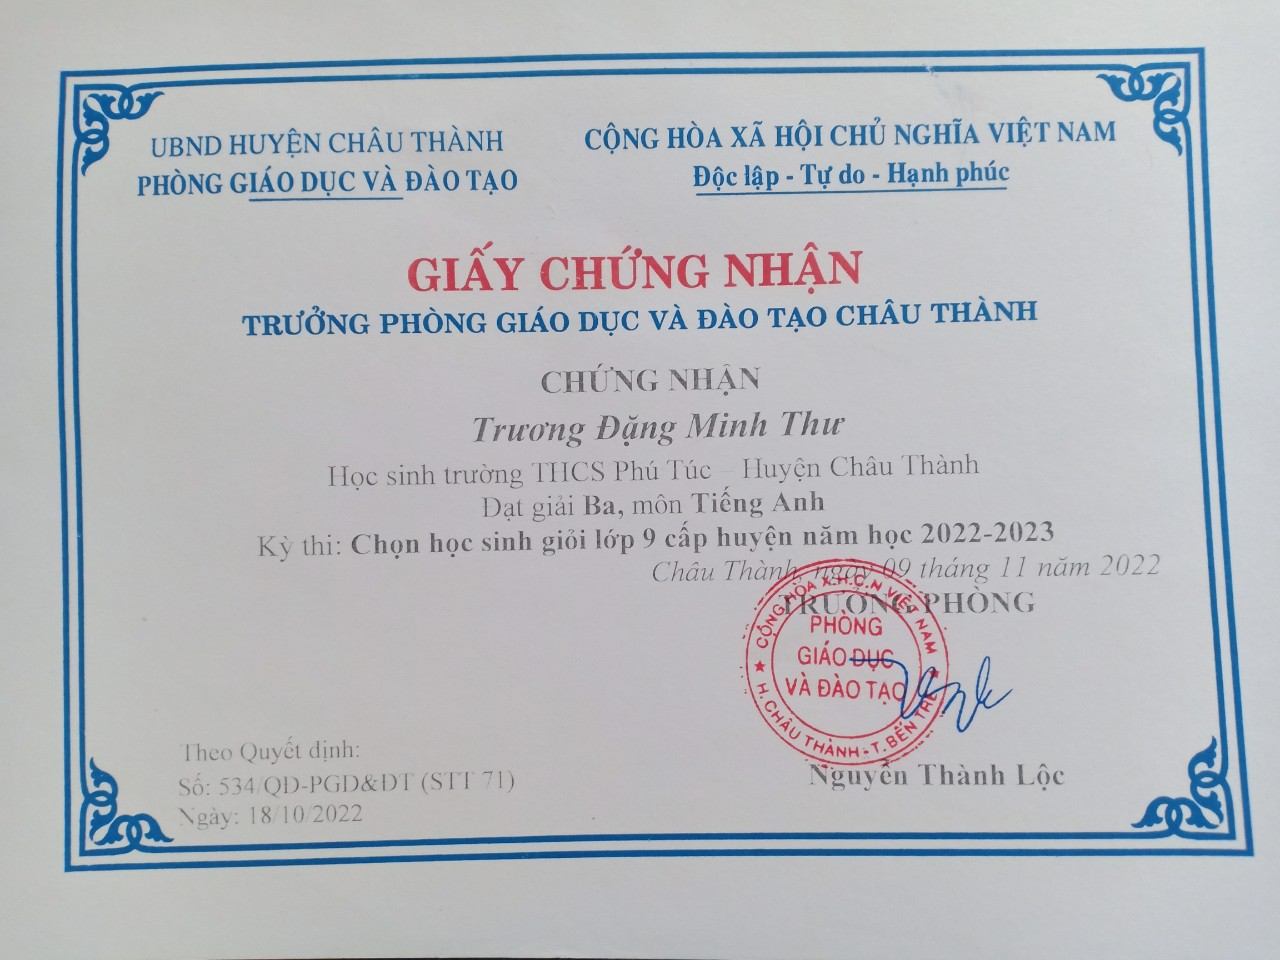 UBND HUYỆN CHÂU THÀNH
PHÒNG GIÁO DỤC VÀ ĐÀO TẠO
CỘNG HÒA XÃ HỘI CHỦ NGHĨA VIỆT NAM
Độc lập - Tự do - Hạnh phúc
GIẤY CHỨNG NHẬN
TRƯỞNG PHÒNG GIÁO DỤC VÀ ĐÀO TẠO CHÂU THÀNH
CHỨNG NHẬN
Trương Đặng Minh Thư
Học sinh trường THCS Phú Túc – Huyện Châu Thành
Đạt giải Ba, môn Tiếng Anh
Kỳ thi: Chọn học sinh giỏi lớp 9 cấp huyện năm học 2022-2023
Châu Thành, ngày 09 tháng 11 năm 2022
TRƯỞNG PHÒNG
CỘNG HÒA X.H.C.N VIỆT NAM
PHÒNG
GIÁO DỤC
VÀ ĐÀO TẠO
H. CHÂU THÀNH - T. BẾN TRE
Nguyễn Thành Lộc
Theo Quyết định:
Số: 534/QĐ-PGD&ĐT (STT 71)
Ngày: 18/10/2022